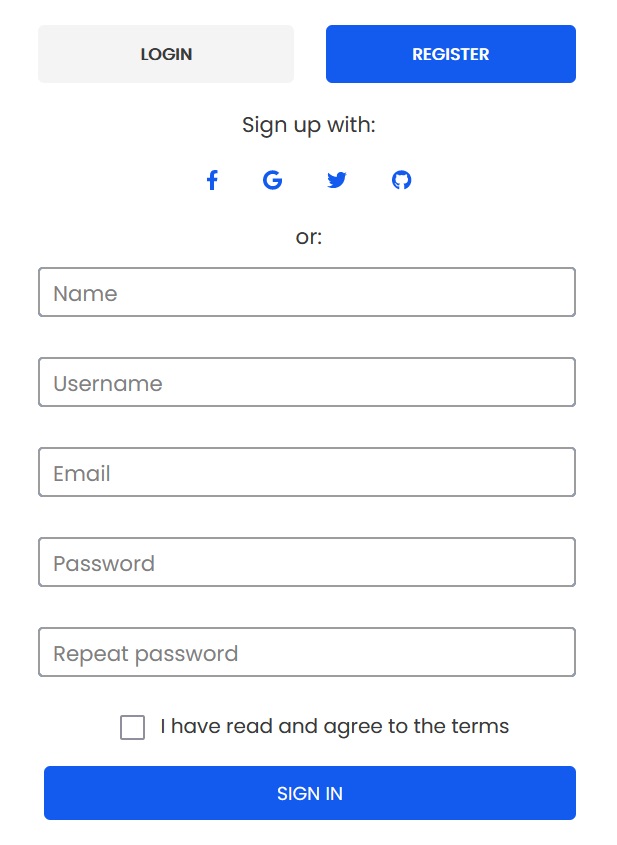 LOGIN REGISTER
Sign up with:
or:
Name
Username
Email
Password
Repeat password
I have read and agree to the terms
SIGN IN